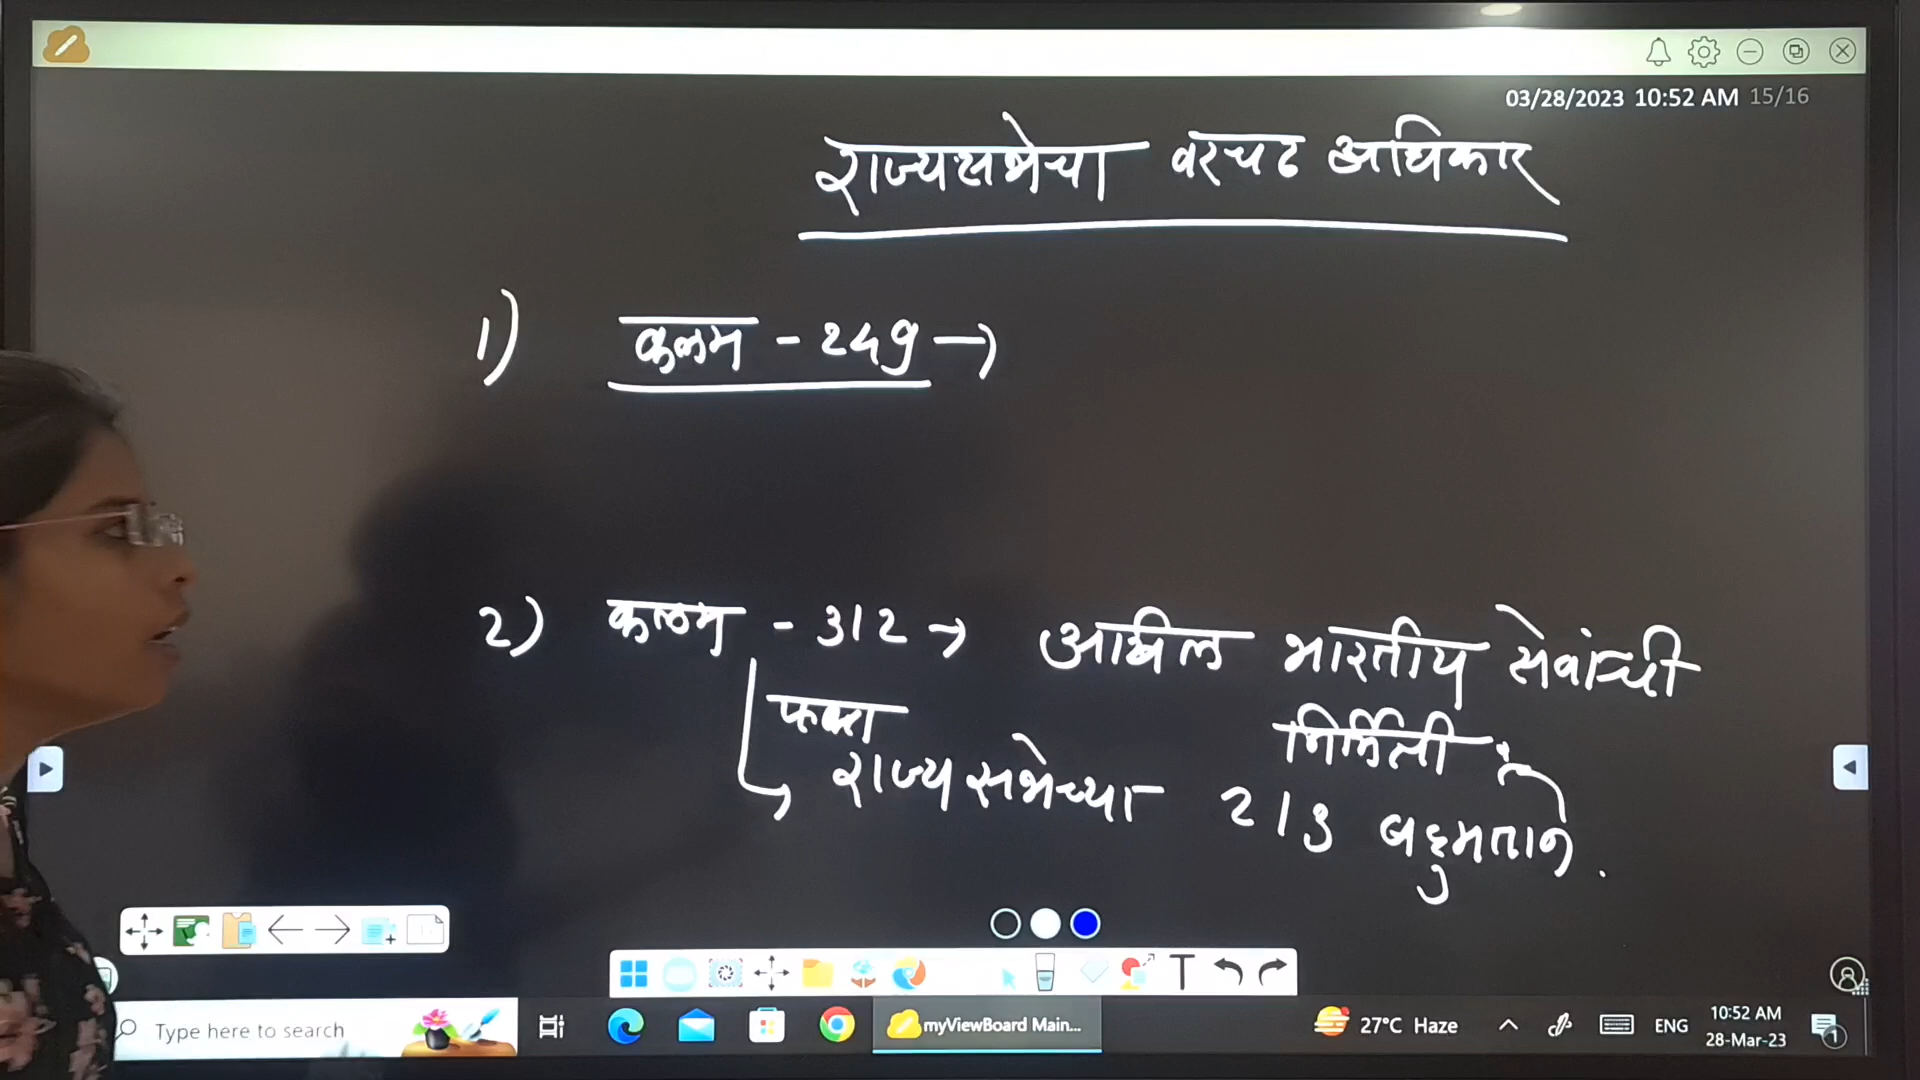 03/28/2023 10:52 AM 15/16
राज्यसभेचा वरचढ अधिकार
1) कलम - 249 →
2) कलम - 312 → अखिल भारतीय सेवांची
निर्मिती
फक्त
राज्यसभेच्या 2/3 बहुमताने.
Type here to search
myViewBoard Main...
27°C Haze
ENG
10:52 AM
28-Mar-23
1